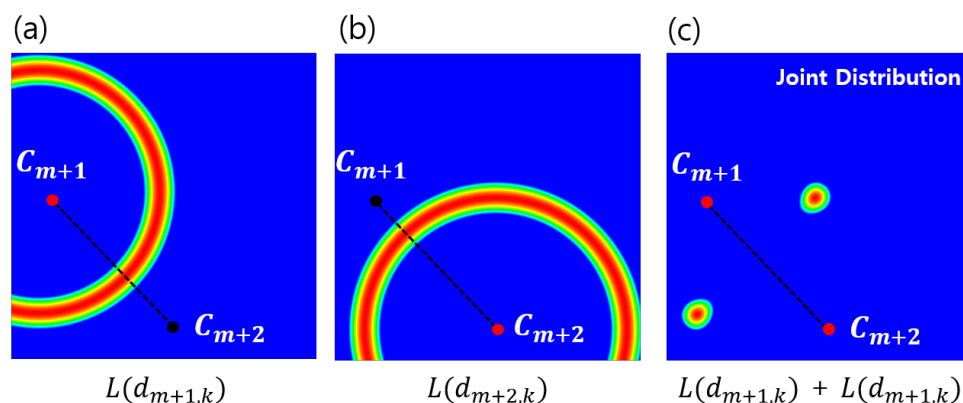 (a)
(b)
(c)
Joint Distribution
C_{m+1}
C_{m+2}
C_{m+1}
C_{m+2}
C_{m+1}
C_{m+2}
L(d_{m+1,k})
L(d_{m+2,k})
L(d_{m+1,k}) + L(d_{m+1,k})